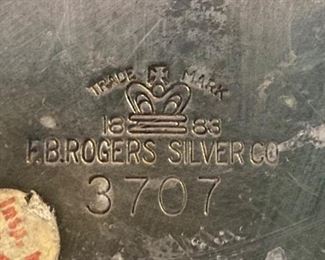 TRADE MARK
18 83
F.B.ROGERS SILVER CO
3707